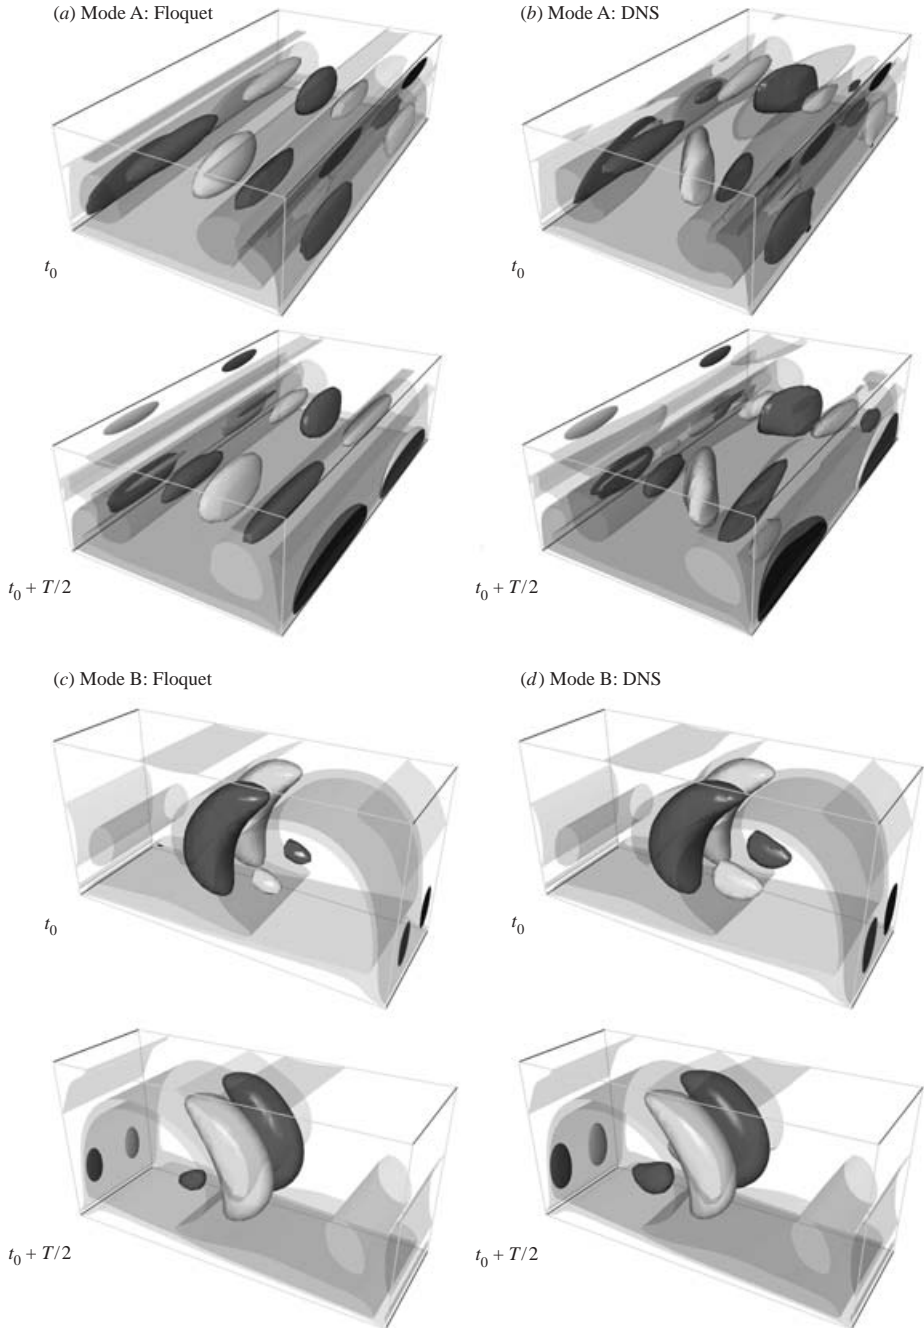 (a) Mode A: Floquet
(b) Mode A: DNS
t0
t0
t0 + T/2
t0 + T/2
(c) Mode B: Floquet
(d) Mode B: DNS
t0
t0
t0 + T/2
t0 + T/2